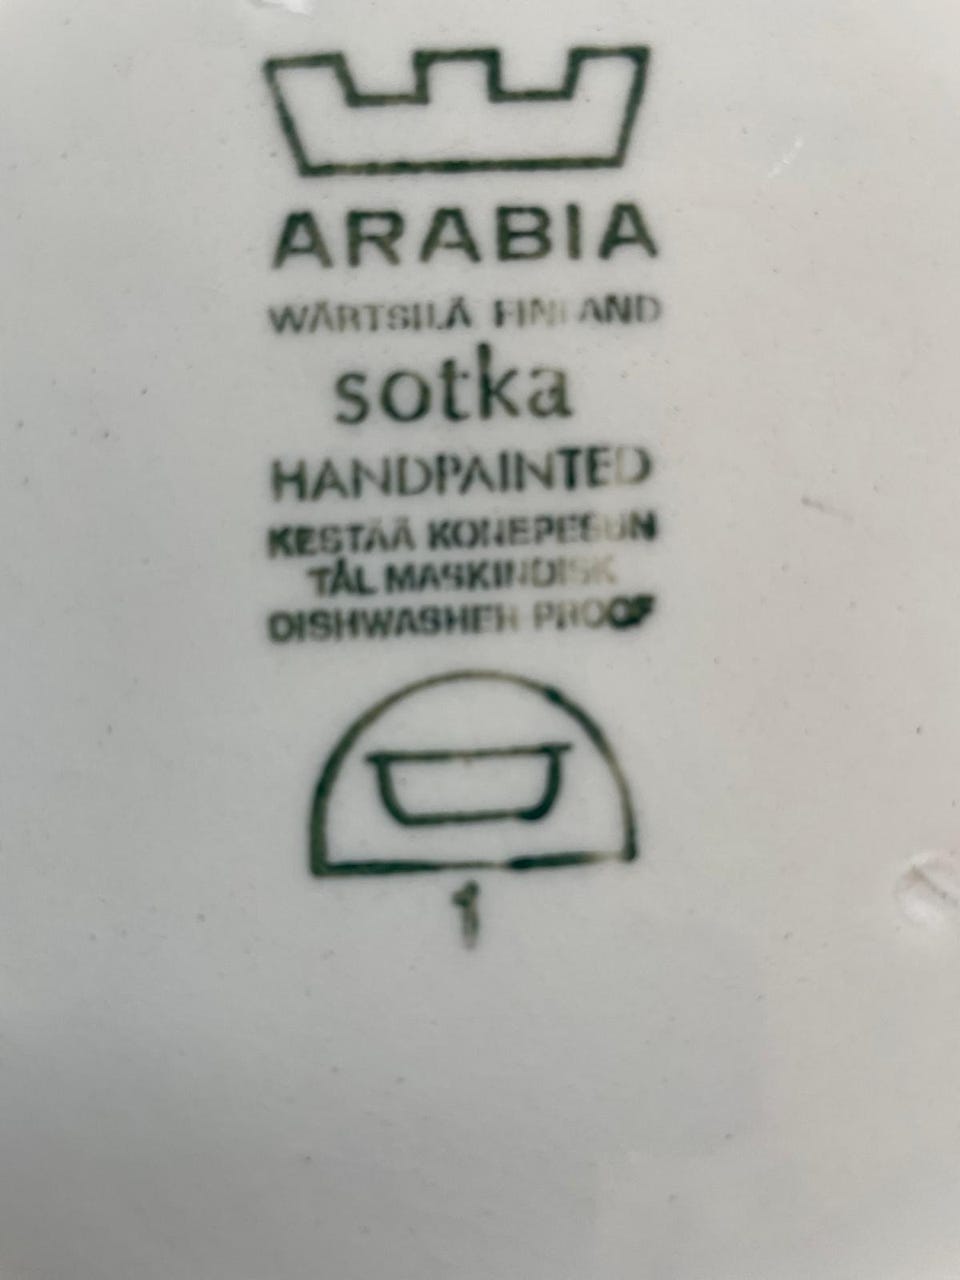 ARABIA
WÄRTSILÄ FINLAND
sotka
HANDPAINTED
KESTÄÄ KONEPESUN
TÅL MASKINDISK
DISHWASHER PROOF
1